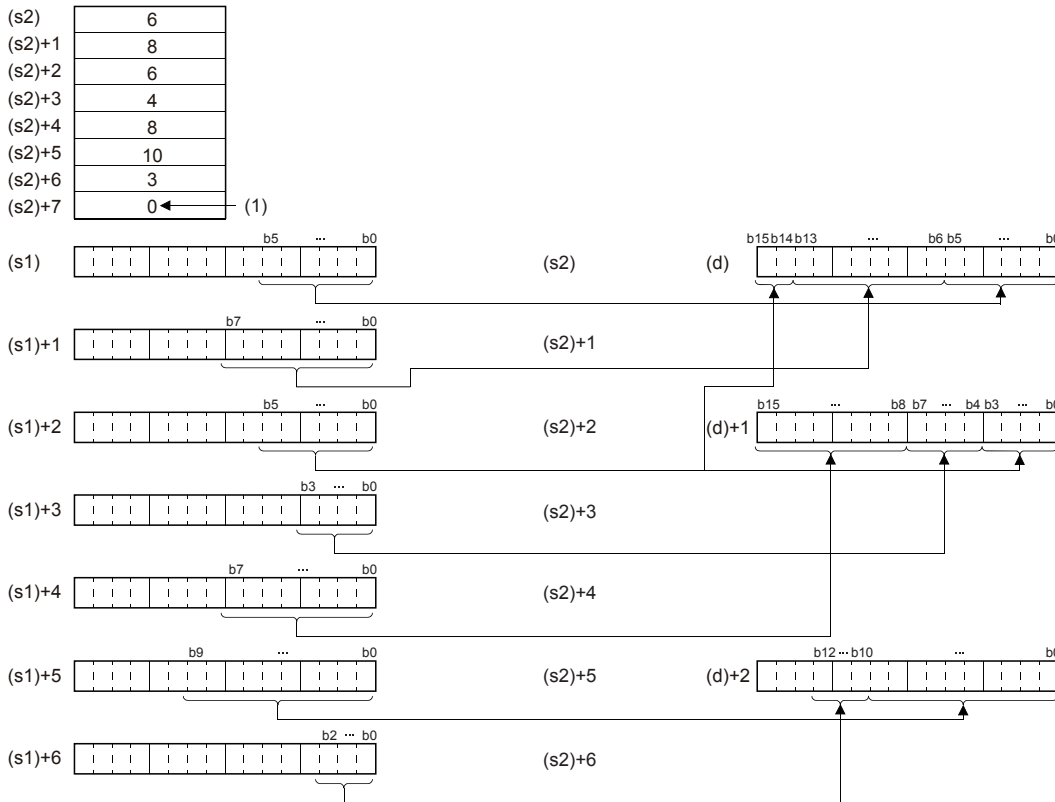 (s2) 6
(s2)+1 8
(s2)+2 6
(s2)+3 4
(s2)+4 8
(s2)+5 10
(s2)+6 3
(s2)+7 0 (1)
b5 ... b0 b15 b14 b13 ... b6 b5 ... b0
(s1) (s2) (d)
b7 ... b0
(s1)+1 (s2)+1
b5 ... b0 b15 ... b8 b7 ... b4 b3 ... b0
(s1)+2 (s2)+2 (d)+1
b3 ... b0
(s1)+3 (s2)+3
b7 ... b0
(s1)+4 (s2)+4
b9 ... b0 b12 ... b10 ... b0
(s1)+5 (s2)+5 (d)+2
b2 ... b0
(s1)+6 (s2)+6